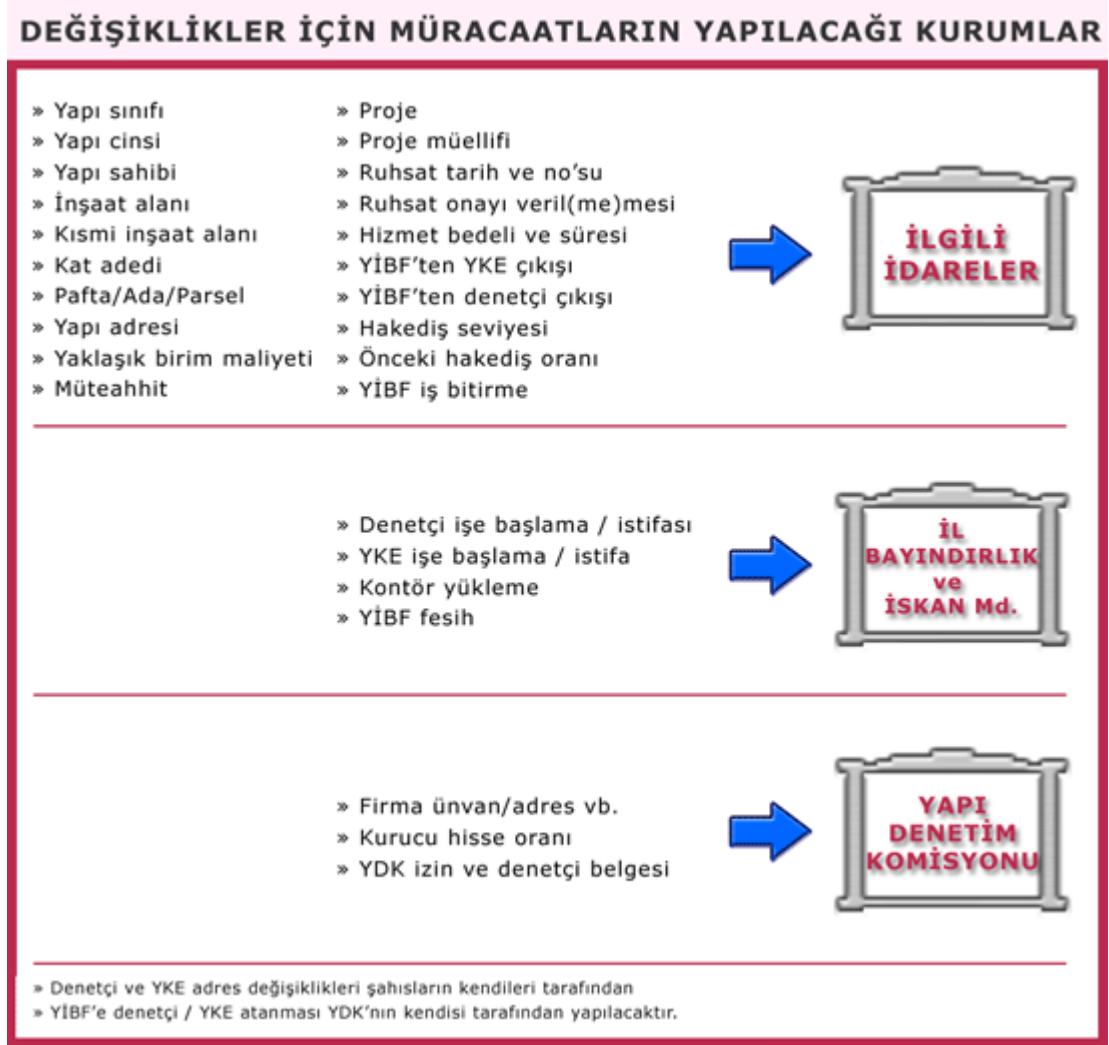 DEĞİŞİKLİKLER İÇİN MÜRACAATLARIN YAPILACAĞI KURUMLAR
» Yapı sınıfı
» Yapı cinsi
» Yapı sahibi
» İnşaat alanı
» Kısmi inşaat alanı
» Kat adedi
» Pafta/Ada/Parsel
» Yapı adresi
» Yaklaşık birim maliyeti
» Müteahhit
» Proje
» Proje müellifi
» Ruhsat tarih ve no’su
» Ruhsat onayı veril(me)mesi
» Hizmet bedeli ve süresi
» YİBF’ten YKE çıkışı
» YİBF’ten denetçi çıkışı
» Hakediş seviyesi
» Önceki hakediş oranı
» YİBF iş bitirme
İLGİLİ
İDARELER
» Denetçi işe başlama / istifası
» YKE işe başlama / istifa
» Kontör yükleme
» YİBF fesih
İL
BAYINDIRLIK
ve
İSKAN Md.
» Firma ünvan/adres vb.
» Kurucu hisse oranı
» YDK izin ve denetçi belgesi
YAPI
DENETİM
KOMİSYONU
» Denetçi ve YKE adres değişiklikleri şahısların kendileri tarafından
» YİBF’e denetçi / YKE atanması YDK’nın kendisi tarafından yapılacaktır.